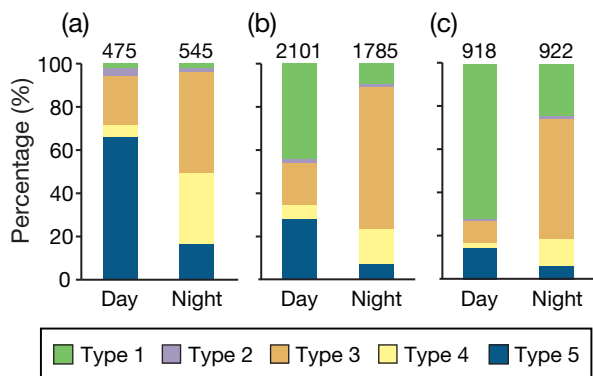 (a) (b) (c)
475 545 2101 1785 918 922
Percentage (%)
100
80
60
40
20
0
Day Night Day Night Day Night
Type 1 Type 2 Type 3 Type 4 Type 5